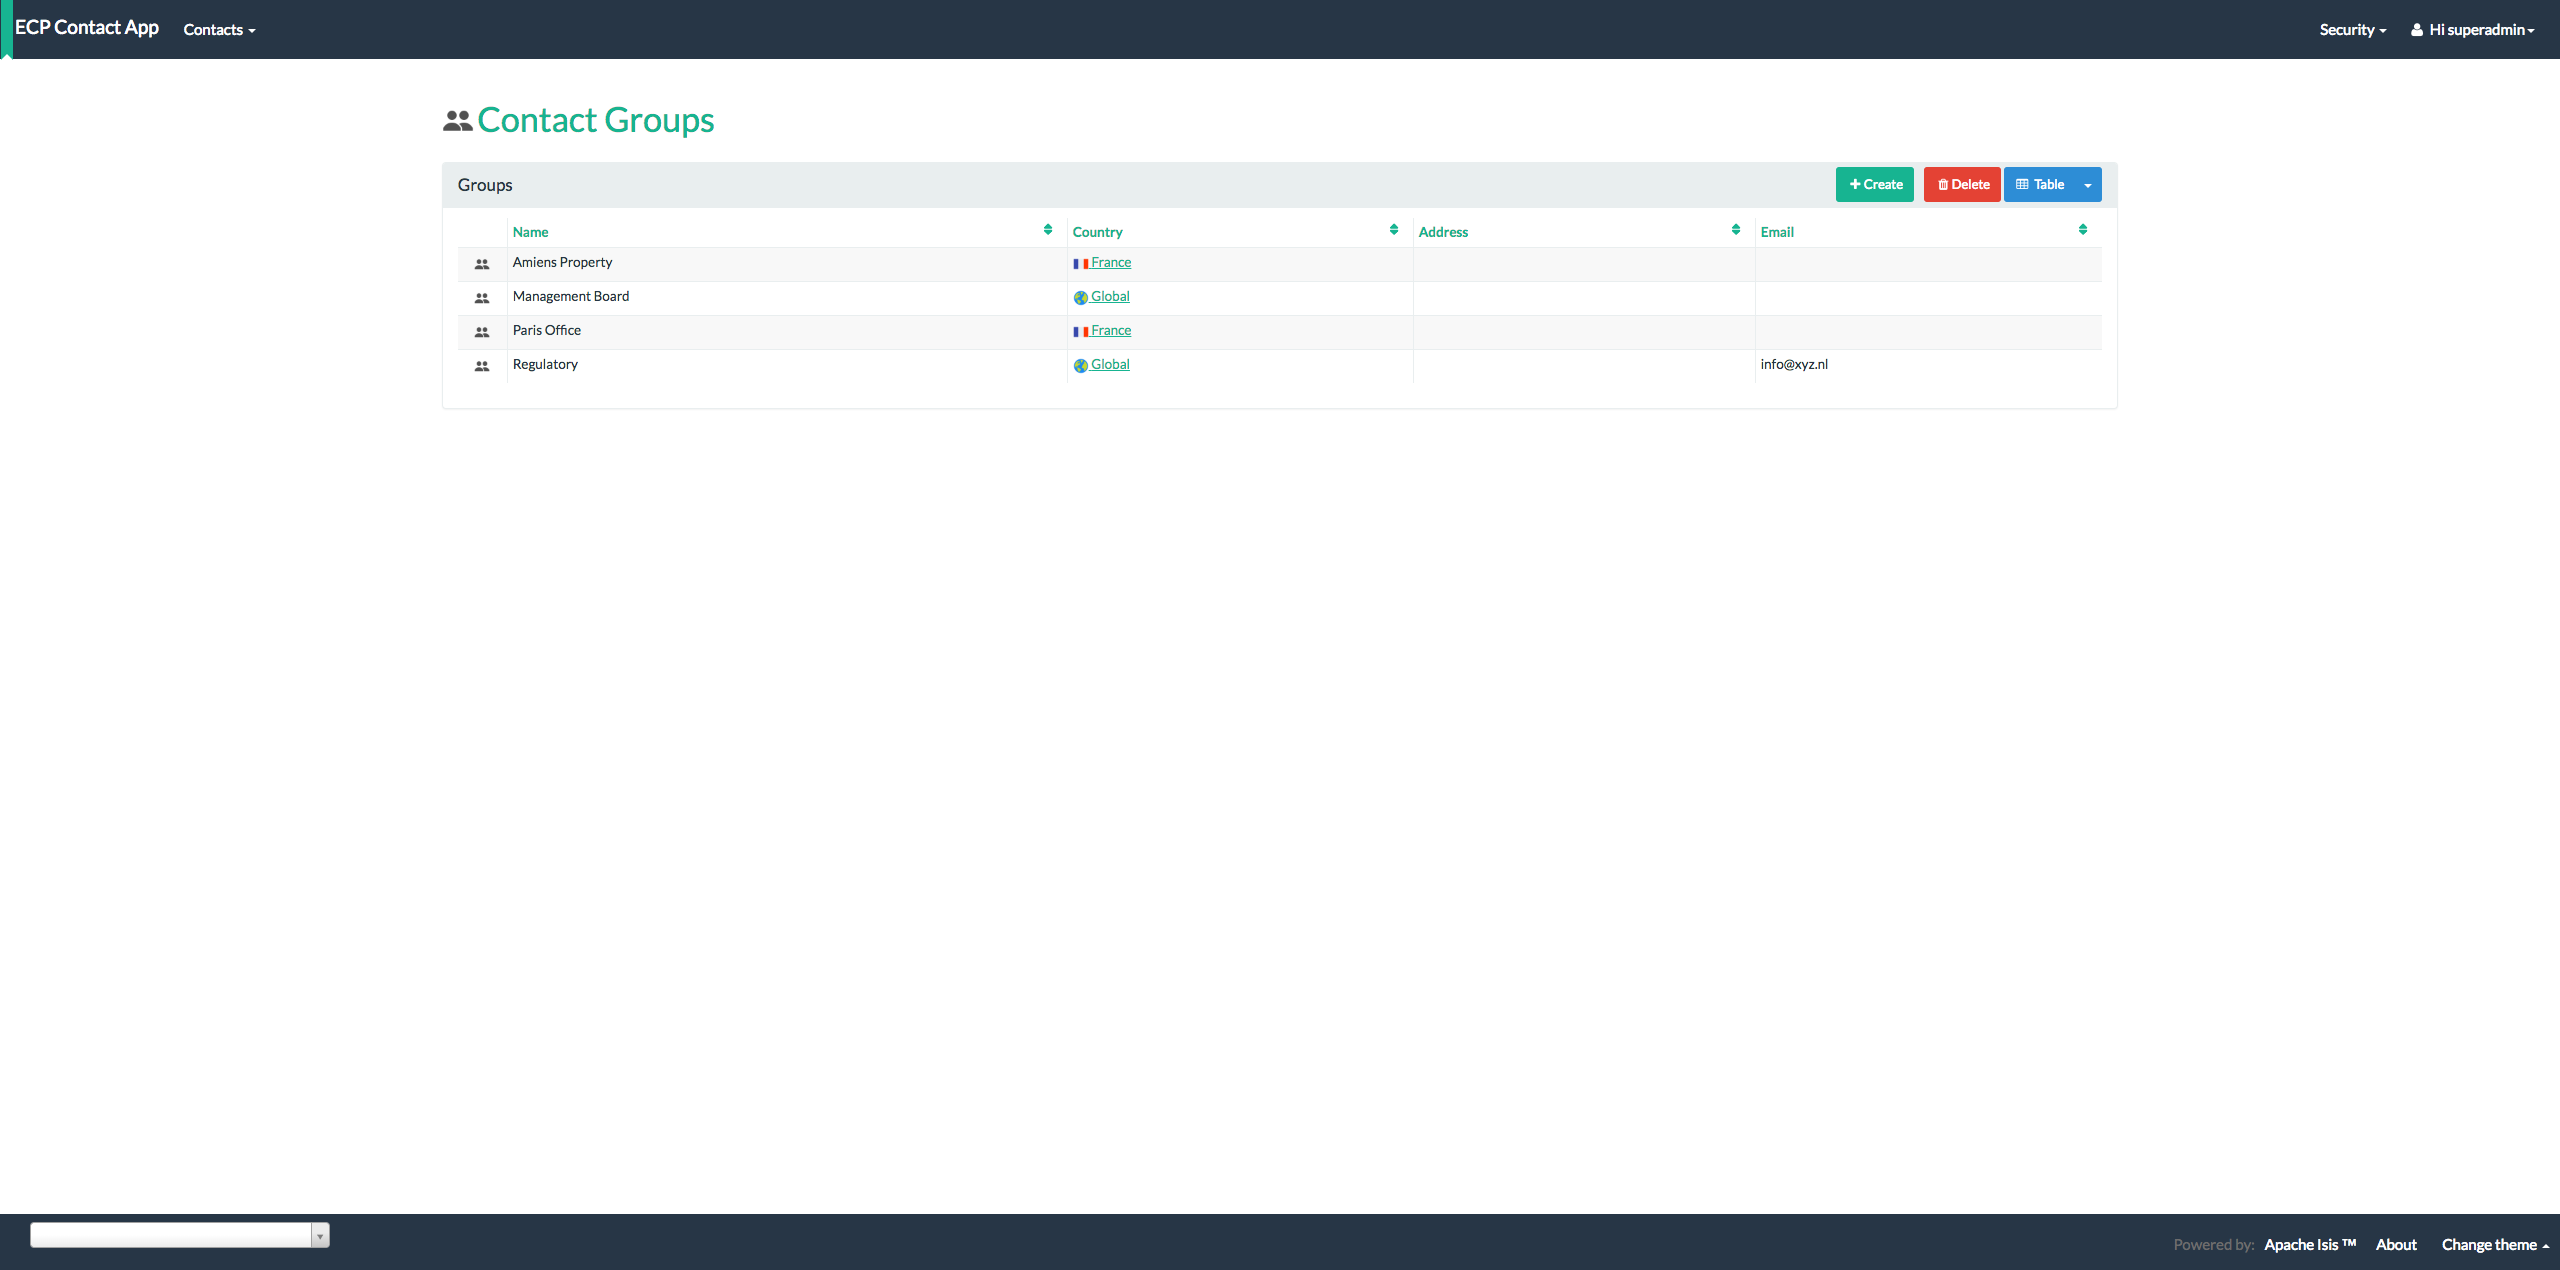 ECP Contact App Contacts Security Hi superadmin
Contact Groups
Groups Create Delete Table
Name Country Address Email
Amiens Property France
Management Board Global
Paris Office France
Regulatory Global info@xyz.nl
Powered by: Apache Isis ™ About Change theme